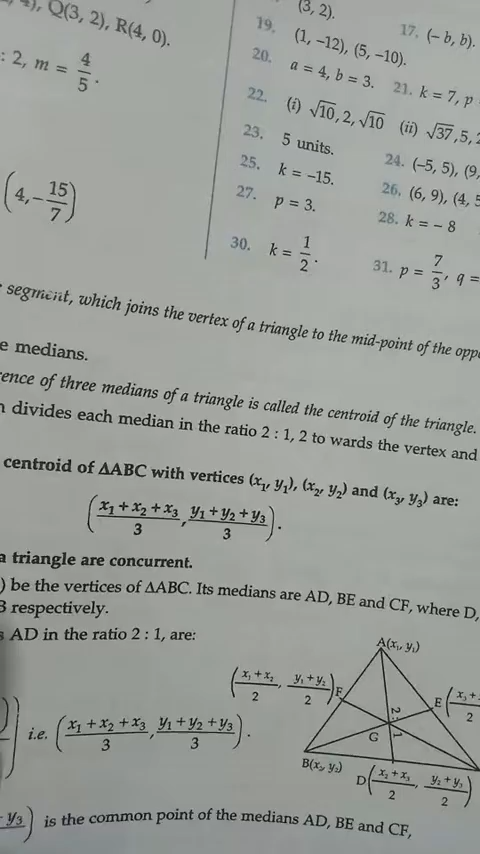 Q(3, 2), R(4, 0).
: 2, m = 4/5.
(4, -15/7)
(3, 2).
17. (- b, b).
19. (1, -12), (5, -10).
20. a = 4, b = 3.
21. k = 7, p
22. (i) √10, 2, √10 (ii) √37, 5,
23. 5 units.
24. (-5, 5), (9,
25. k = -15.
26. (6, 9), (4,
27. p = 3.
28. k = - 8
30. k = 1/2.
31. p = 7/3, q =
segment, which joins the vertex of a triangle to the mid-point of the
medians.
of three medians of a triangle is called the centroid of the triangle.
divides each median in the ratio 2 : 1, 2 to wards the vertex and
centroid of ΔABC with vertices (x₁, y₁), (x₂, y₂) and (x₃, y₃) are:
((x₁ + x₂ + x₃)/3, (y₁ + y₂ + y₃)/3).
a triangle are concurrent.
) be the vertices of ΔABC. Its medians are AD, BE and CF, where D,
respectively.
AD in the ratio 2 : 1, are:
i.e. ((x₁ + x₂ + x₃)/3, (y₁ + y₂ + y₃)/3).
A(x₁, y₁)
((x₁ + x₂)/2, (y₁ + y₂)/2) F
E
2:1
G
B(x₂, y₂)
D((x₂ + x₃)/2, (y₂ + y₃)/2)
y₃) is the common point of the medians AD, BE and CF,